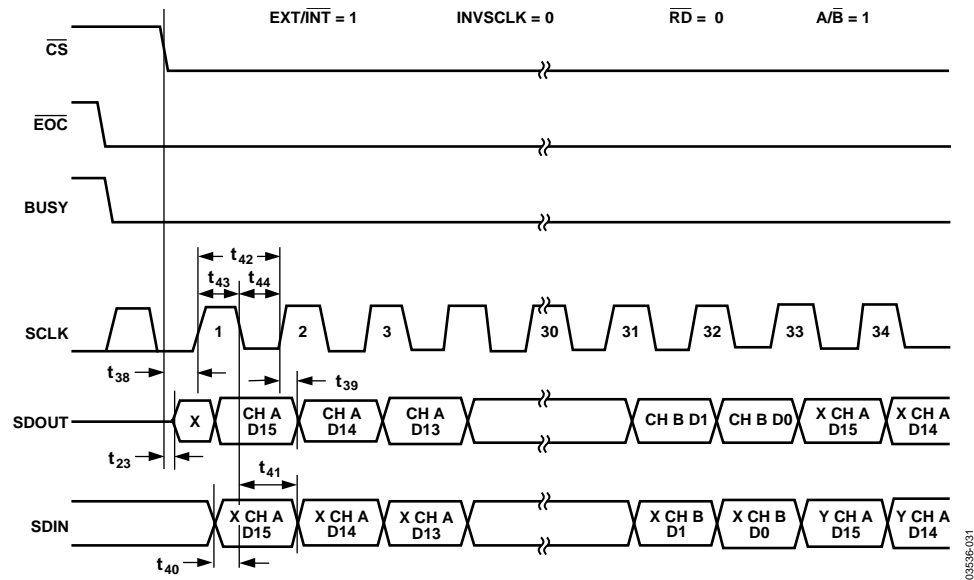 EXT/INT = 1 INVSCLK = 0 RD = 0 A/B = 1
CS
EOC
BUSY
t42
t43 t44
SCLK 1 2 3 30 31 32 33 34
t38 t39
SDOUT X CH A D15 CH A D14 CH A D13 CH B D1 CH B D0 X CH A D15 X CH A D14
t23
t41
SDIN X CH A D15 X CH A D14 X CH A D13 X CH B D1 X CH B D0 Y CH A D15 Y CH A D14
t40
03536-031